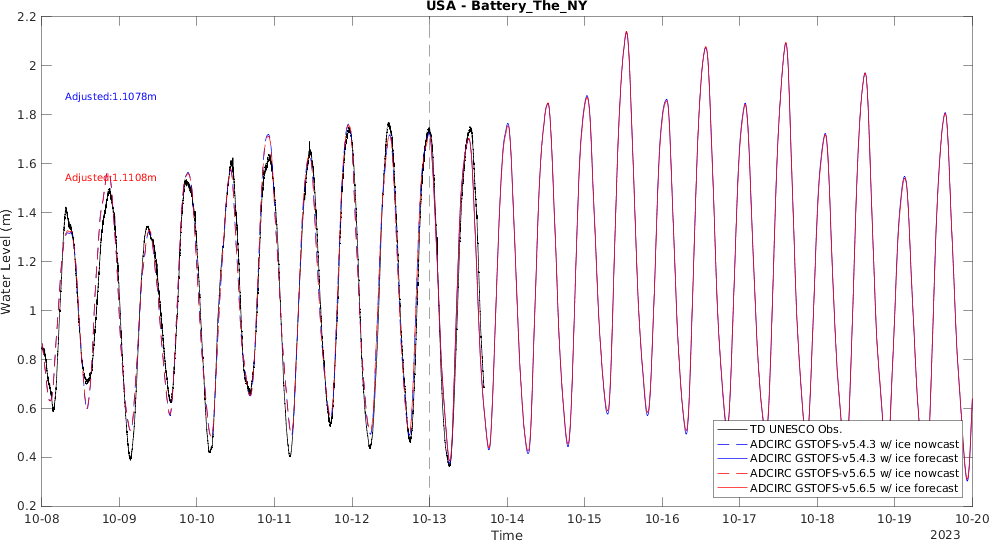 USA - Battery_The_NY
2.2
2
1.8
1.6
1.4
1.2
1
0.8
0.6
0.4
0.2
Water Level (m)
Adjusted:1.1078m
Adjusted:1.1108m
TD UNESCO Obs.
ADCIRC GSTOFS-v5.4.3 w/ ice nowcast
ADCIRC GSTOFS-v5.4.3 w/ ice forecast
ADCIRC GSTOFS-v5.6.5 w/ ice nowcast
ADCIRC GSTOFS-v5.6.5 w/ ice forecast
10-08 10-09 10-10 10-11 10-12 10-13 10-14 10-15 10-16 10-17 10-18 10-19 10-20
Time
2023